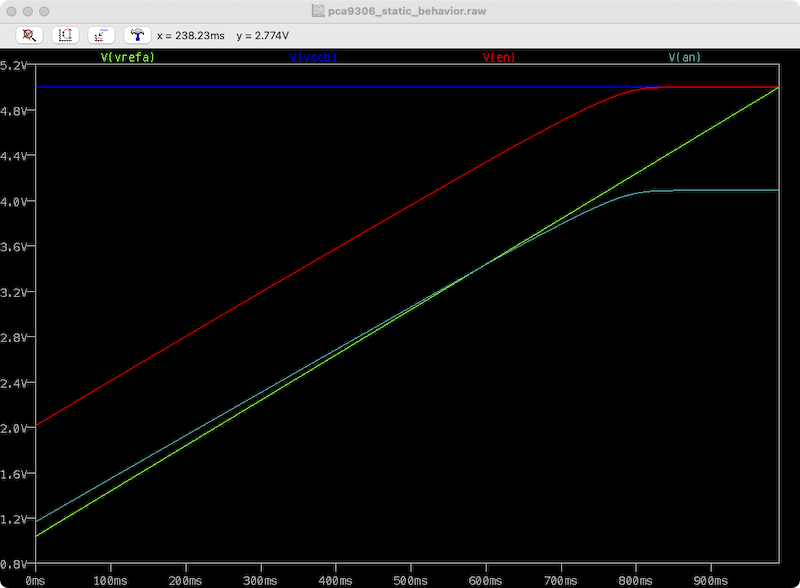 pca9306_static_behavior.raw
x = 238.23ms y = 2.774V
V(vrefa) V(vccb) V(en) V(an)
5.2V
4.8V
4.4V
4.0V
3.6V
3.2V
2.8V
2.4V
2.0V
1.6V
1.2V
0.8V
0ms 100ms 200ms 300ms 400ms 500ms 600ms 700ms 800ms 900ms